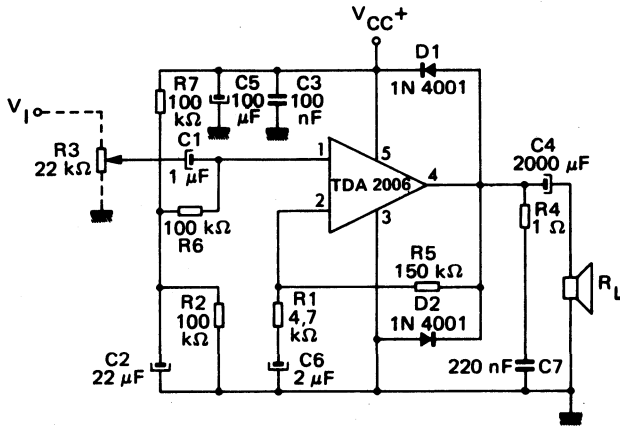 VCC+
D1
1N 4001
R7
100
kΩ
C5
100
µF
C3
100
nF
VI
R3
22 kΩ
C1
1 µF
1
5
TDA 2006
4
2
3
C4
2000 µF
R4
1 Ω
100 kΩ
R6
R5
150 kΩ
D2
1N 4001
RL
R2
100
kΩ
R1
4,7
kΩ
C2
22 µF
C6
2 µF
220 nF
C7